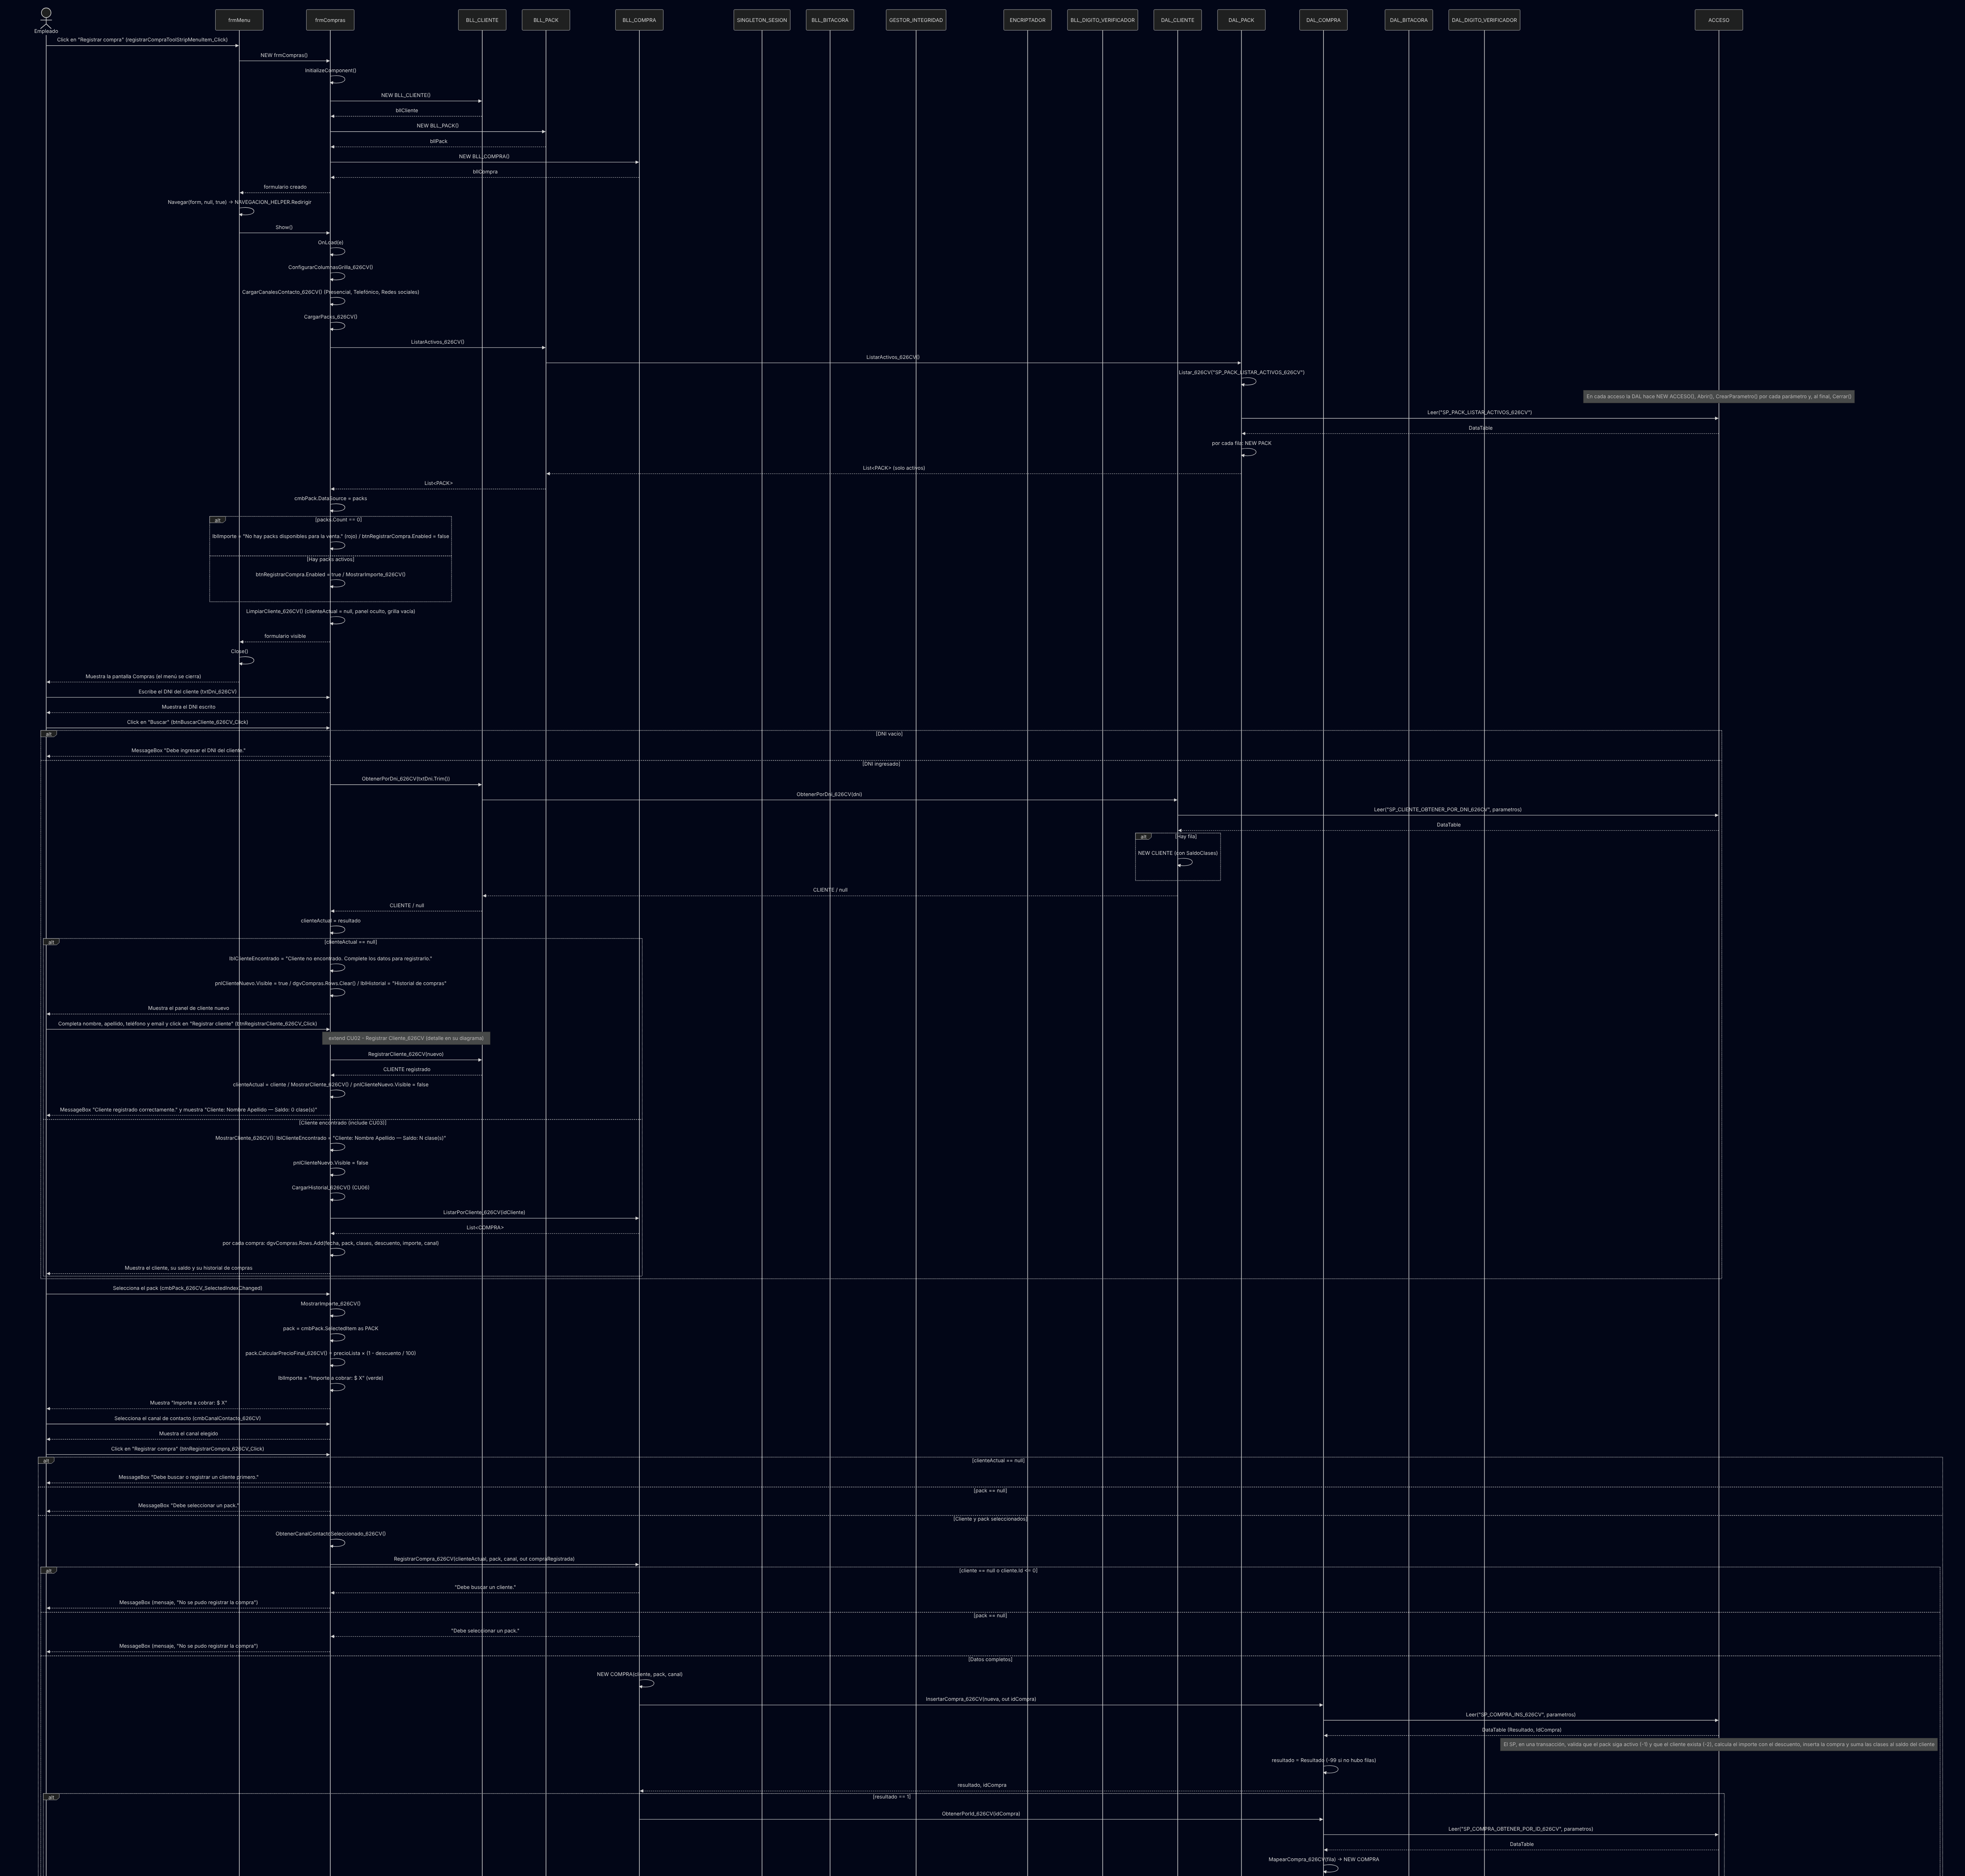 Empleado
frmMenu
frmCompras
BLL_CLIENTE
BLL_PACK
BLL_COMPRA
SINGLETON_SESION
BLL_BITACORA
GESTOR_INTEGRIDAD
ENCRIPTADOR
BLL_DIGITO_VERIFICADOR
DAL_CLIENTE
DAL_PACK
DAL_COMPRA
DAL_BITACORA
DAL_DIGITO_VERIFICADOR
ACCESO
Click en "Registrar compra" (registrarCompraToolStripMenuItem_Click)
NEW frmCompras()
InitializeComponent()
NEW BLL_CLIENTE()
bllCliente
NEW BLL_PACK()
bllPack
NEW BLL_COMPRA()
bllCompra
formulario creado
Navegar(form, null, true) -> NAVEGACION_HELPER.Redirigir
Show()
OnLoad(e)
ConfigurarColumnasGrilla_626CV()
CargarCanalesContacto_626CV() (Presencial, Telefónico, Redes sociales)
CargarPacks_626CV()
ListarActivos_626CV()
ListarActivos_626CV()
Listar_626CV("SP_PACK_LISTAR_ACTIVOS_626CV")
En cada acceso la DAL hace NEW ACCESO(), Abrir(), CrearParametro() por cada parámetro y, al final, Cerrar()
Leer("SP_PACK_LISTAR_ACTIVOS_626CV")
DataTable
por cada fila: NEW PACK
List<PACK> (solo activos)
List<PACK>
cmbPack.DataSource = packs
alt
[packs.Count == 0]
lblImporte = "No hay packs disponibles para la venta." (rojo) / btnRegistrarCompra.Enabled = false
[Hay packs activos]
btnRegistrarCompra.Enabled = true / MostrarImporte_626CV()
LimpiarCliente_626CV() (clienteActual = null, panel oculto, grilla vacía)
formulario visible
Close()
Muestra la pantalla Compras (el menú se cierra)
Escribe el DNI del cliente (txtDni_626CV)
Muestra el DNI escrito
Click en "Buscar" (btnBuscarCliente_626CV_Click)
alt
[DNI vacío]
MessageBox "Debe ingresar el DNI del cliente."
[DNI ingresado]
ObtenerPorDni_626CV(txtDni.Trim())
ObtenerPorDni_626CV(dni)
Leer("SP_CLIENTE_OBTENER_POR_DNI_626CV", parametros)
DataTable
alt
[Hay fila]
NEW CLIENTE (con SaldoClases)
CLIENTE / null
CLIENTE / null
clienteActual = resultado
alt
[clienteActual == null]
lblClienteEncontrado = "Cliente no encontrado. Complete los datos para registrarlo."
pnlClienteNuevo.Visible = true / dgvCompras.Rows.Clear() / lblHistorial = "Historial de compras"
Muestra el panel de cliente nuevo
Completa nombre, apellido, teléfono y email y click en "Registrar cliente" (btnRegistrarCliente_626CV_Click)
extend CU02 - Registrar Cliente_626CV (detalle en su diagrama)
RegistrarCliente_626CV(nuevo)
CLIENTE registrado
clienteActual = cliente / MostrarCliente_626CV() / pnlClienteNuevo.Visible = false
MessageBox "Cliente registrado correctamente." y muestra "Cliente: Nombre Apellido — Saldo: 0 clase(s)"
[Cliente encontrado (include CU03)]
MostrarCliente_626CV(): lblClienteEncontrado = "Cliente: Nombre Apellido — Saldo: N clase(s)"
pnlClienteNuevo.Visible = false
CargarHistorial_626CV() (CU06)
ListarPorCliente_626CV(idCliente)
List<COMPRA>
por cada compra: dgvCompras.Rows.Add(fecha, pack, clases, descuento, importe, canal)
Muestra el cliente, su saldo y su historial de compras
Selecciona el pack (cmbPack_626CV_SelectedIndexChanged)
MostrarImporte_626CV()
pack = cmbPack.SelectedItem as PACK
pack.CalcularPrecioFinal_626CV() = precioLista × (1 - descuento / 100)
lblImporte = "Importe a cobrar: $ X" (verde)
Muestra "Importe a cobrar: $ X"
Selecciona el canal de contacto (cmbCanalContacto_626CV)
Muestra el canal elegido
Click en "Registrar compra" (btnRegistrarCompra_626CV_Click)
alt
[clienteActual == null]
MessageBox "Debe buscar o registrar un cliente primero."
[pack == null]
MessageBox "Debe seleccionar un pack."
[Cliente y pack seleccionados]
ObtenerCanalContactoSeleccionado_626CV()
RegistrarCompra_626CV(clienteActual, pack, canal, out compraRegistrada)
alt
[cliente == null o cliente.Id <= 0]
"Debe buscar un cliente."
MessageBox (mensaje, "No se pudo registrar la compra")
[pack == null]
"Debe seleccionar un pack."
MessageBox (mensaje, "No se pudo registrar la compra")
[Datos completos]
NEW COMPRA(cliente, pack, canal)
InsertarCompra_626CV(nueva, out idCompra)
Leer("SP_COMPRA_INS_626CV", parametros)
DataTable (Resultado, IdCompra)
El SP, en una transacción, valida que el pack siga activo (-1) y que el cliente exista (-2), calcula el importe con el descuento, inserta la compra y suma las clases al saldo del cliente
resultado = Resultado (-99 si no hubo filas)
resultado, idCompra
alt
[resultado == 1]
ObtenerPorId_626CV(idCompra)
Leer("SP_COMPRA_OBTENER_POR_ID_626CV", parametros)
DataTable
MapearCompra_626CV(fila) -> NEW COMPRA